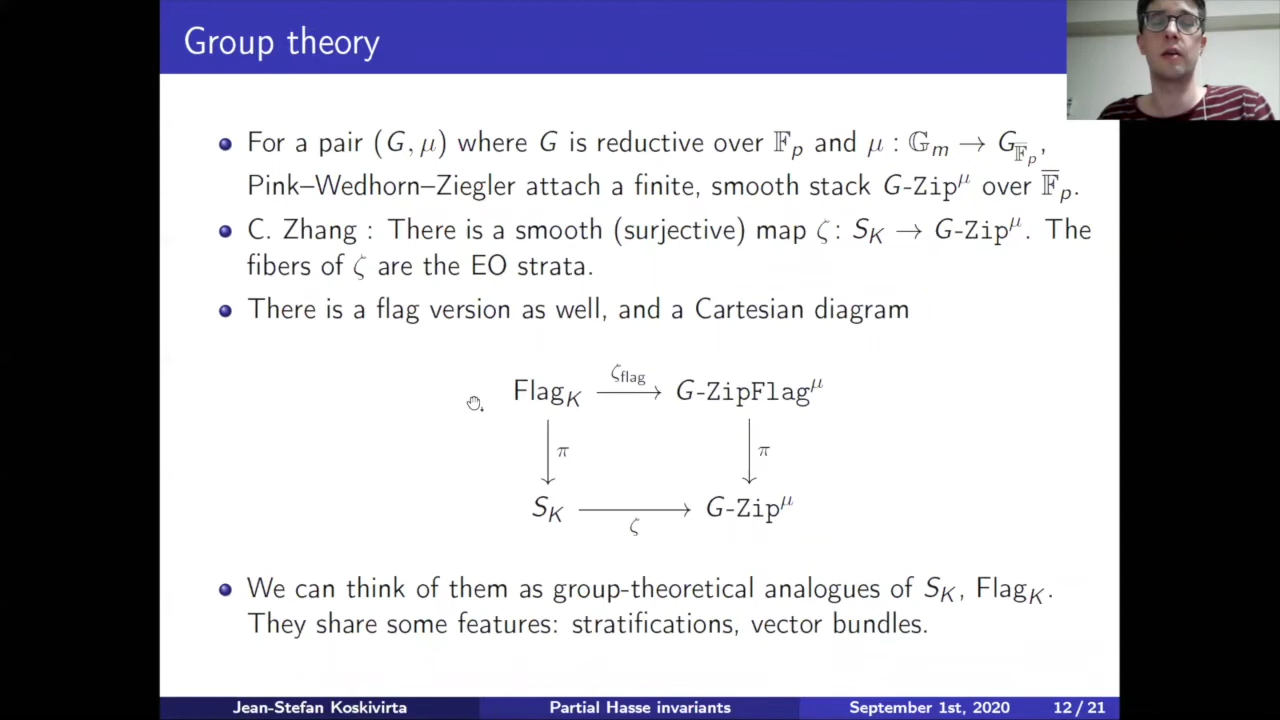 Group theory
For a pair (G, μ) where G is reductive over 𝔽ₚ and μ : 𝔾ₘ → G_{\overline{𝔽}ₚ},
Pink–Wedhorn–Ziegler attach a finite, smooth stack G-Zip^μ over \overline{𝔽}ₚ.
C. Zhang : There is a smooth (surjective) map ζ : S_K → G-Zip^μ. The
fibers of ζ are the EO strata.
There is a flag version as well, and a Cartesian diagram
ζ_flag
Flag_K → G-ZipFlag^μ
π π
S_K → G-Zip^μ
ζ
We can think of them as group-theoretical analogues of S_K, Flag_K.
They share some features: stratifications, vector bundles.
Jean-Stefan Koskivirta Partial Hasse invariants September 1st, 2020 12 / 21